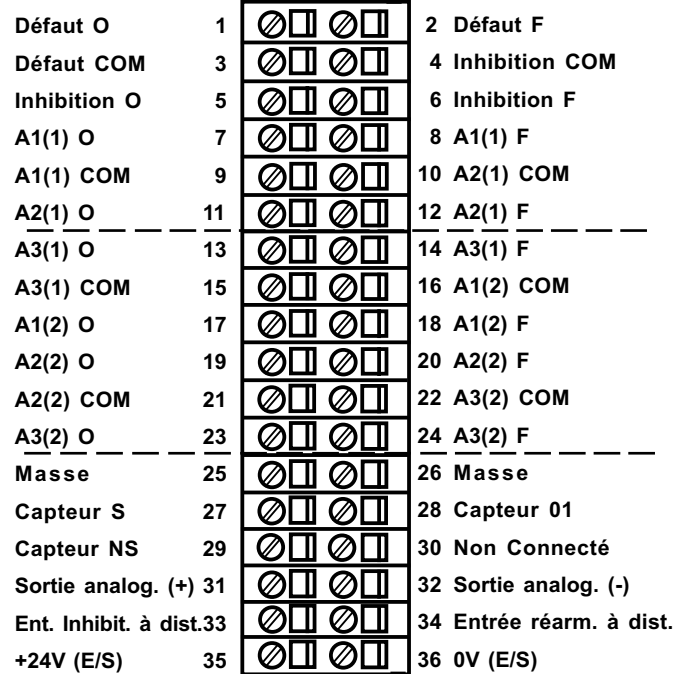 Défaut O 1 2 Défaut F
Défaut COM 3 4 Inhibition COM
Inhibition O 5 6 Inhibition F
A1(1) O 7 8 A1(1) F
A1(1) COM 9 10 A2(1) COM
A2(1) O 11 12 A2(1) F
A3(1) O 13 14 A3(1) F
A3(1) COM 15 16 A1(2) COM
A1(2) O 17 18 A1(2) F
A2(2) O 19 20 A2(2) F
A2(2) COM 21 22 A3(2) COM
A3(2) O 23 24 A3(2) F
Masse 25 26 Masse
Capteur S 27 28 Capteur 01
Capteur NS 29 30 Non Connecté
Sortie analog. (+) 31 32 Sortie analog. (-)
Ent. Inhibit. à dist.33 34 Entrée réarm. à dist.
+24V (E/S) 35 36 0V (E/S)